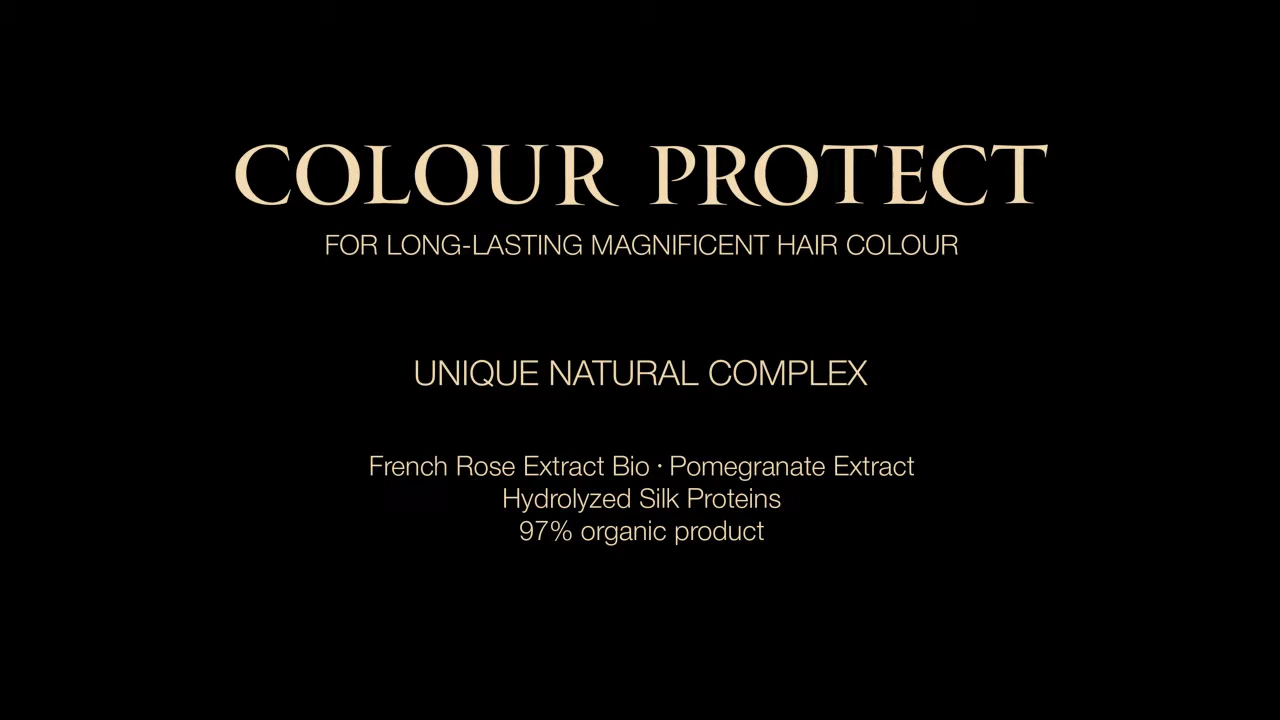 COLOUR PROTECT
FOR LONG-LASTING MAGNIFICENT HAIR COLOUR
UNIQUE NATURAL COMPLEX
French Rose Extract Bio · Pomegranate Extract
Hydrolyzed Silk Proteins
97% organic product